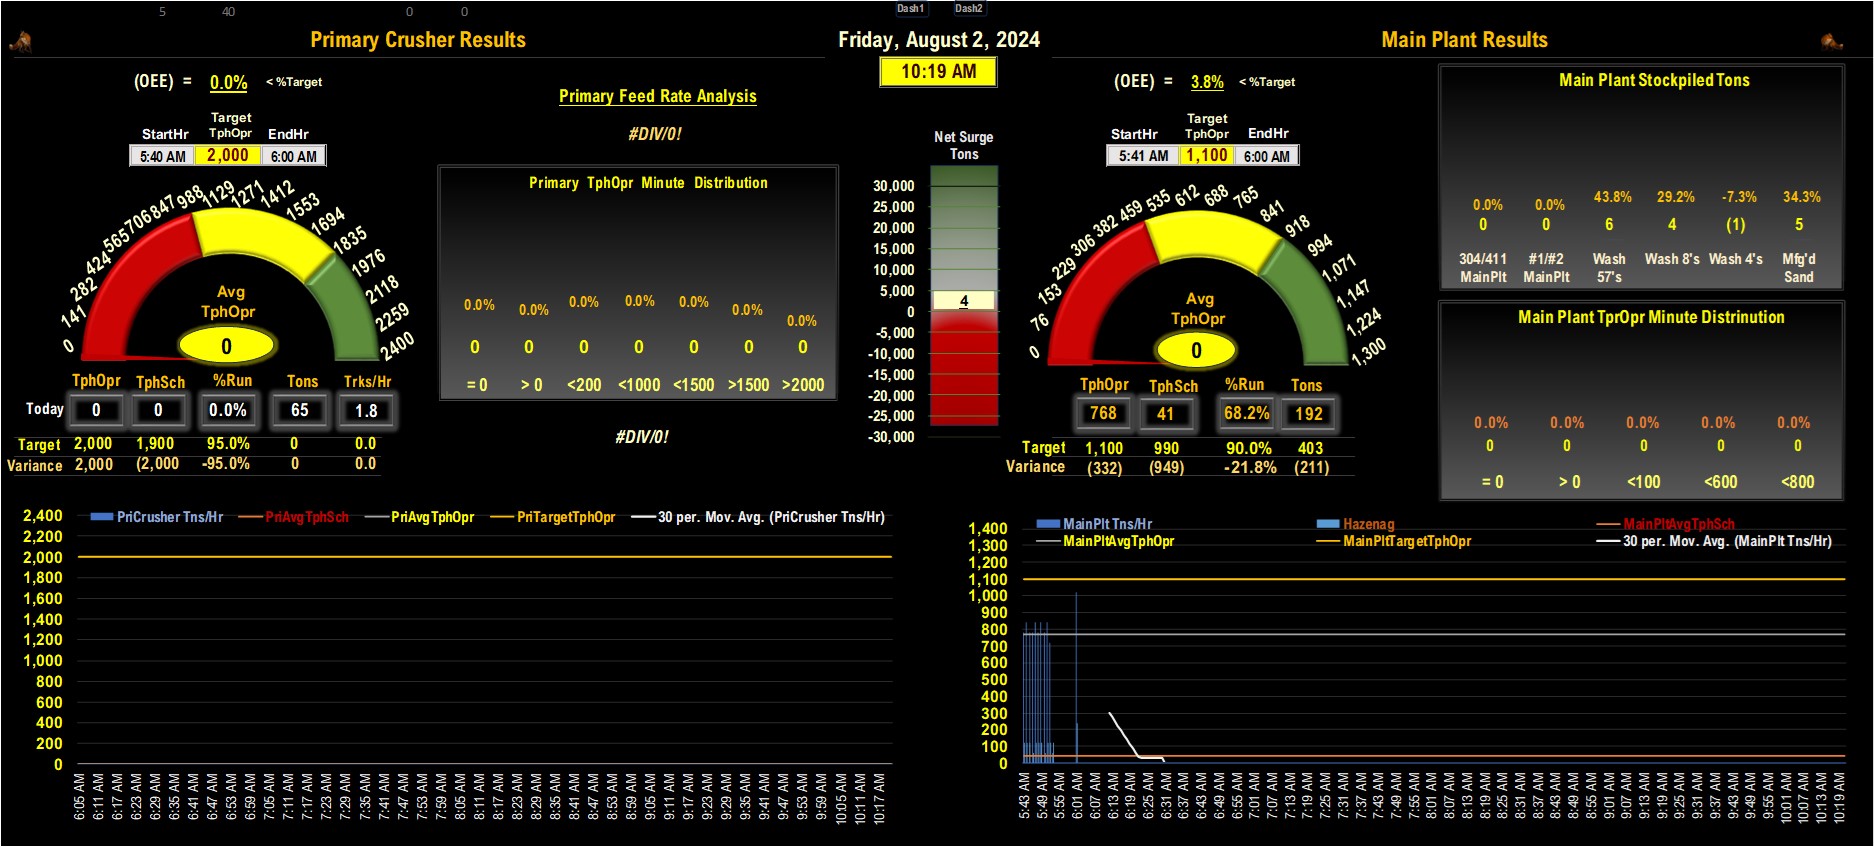 5 40 0 0 Dash1 Dash2
Primary Crusher Results
Friday, August 2, 2024
Main Plant Results
10:19 AM
(OEE) = 0.0% < %Target
Primary Feed Rate Analysis
#DIV/0!
Target
StartHr TphOpr EndHr
5:40 AM 2,000 6:00 AM
0 141 282 424 565 706 847 988 1129 1271 1412 1553 1694 1835 1976 2118 2259 2400
Avg
TphOpr
0
TphOpr TphSch %Run Tons Trks/Hr
Today 0 0 0.0% 65 1.8
Target 2,000 1,900 95.0% 0 0.0
Variance 2,000 (2,000 -95.0% 0 0.0
Primary TphOpr Minute Distribution
0.0% 0.0% 0.0% 0.0% 0.0% 0.0% 0.0%
0 0 0 0 0 0 0
= 0 > 0 <200 <1000 <1500 >1500 >2000
#DIV/0!
Net Surge
Tons
30,000
25,000
20,000
15,000
10,000
5,000
4
0
-5,000
-10,000
-15,000
-20,000
-25,000
-30,000
(OEE) = 3.8% < %Target
Target
StartHr TphOpr EndHr
5:41 AM 1,100 6:00 AM
0 76 153 229 306 382 459 535 612 688 765 841 918 994 1,071 1,147 1,224 1,300
Avg
TphOpr
0
TphOpr TphSch %Run Tons
768 41 68.2% 192
Target 1,100 990 90.0% 403
Variance (332) (949) -21.8% (211)
Main Plant Stockpiled Tons
0.0% 0.0% 43.8% 29.2% -7.3% 34.3%
0 0 6 4 (1) 5
304/411 #1/#2 Wash Wash 8's Wash 4's Mfg'd
MainPlt MainPlt 57's Sand
Main Plant TprOpr Minute Distrinution
0.0% 0.0% 0.0% 0.0% 0.0%
0 0 0 0 0
= 0 > 0 <100 <600 <800
PriCrusher Tns/Hr PriAvgTphSch PriAvgTphOpr PriTargetTphOpr 30 per. Mov. Avg. (PriCrusher Tns/Hr)
2,400
2,200
2,000
1,800
1,600
1,400
1,200
1,000
800
600
400
200
0
6:05 AM 6:11 AM 6:17 AM 6:23 AM 6:29 AM 6:35 AM 6:41 AM 6:47 AM 6:53 AM 6:59 AM 7:05 AM 7:11 AM 7:17 AM 7:23 AM 7:29 AM 7:35 AM 7:41 AM 7:47 AM 7:53 AM 7:59 AM 8:05 AM 8:11 AM 8:17 AM 8:23 AM 8:29 AM 8:35 AM 8:41 AM 8:47 AM 8:53 AM 8:59 AM 9:05 AM 9:11 AM 9:17 AM 9:23 AM 9:29 AM 9:35 AM 9:41 AM 9:47 AM 9:53 AM 9:59 AM 10:05 AM 10:11 AM 10:17 AM
MainPlt Tns/Hr Hazenag MainPltAvgTphSch
MainPltAvgTphOpr MainPltTargetTphOpr 30 per. Mov. Avg. (MainPlt Tns/Hr)
1,400
1,300
1,200
1,100
1,000
900
800
700
600
500
400
300
200
100
0
5:43 AM 5:49 AM 5:55 AM 6:01 AM 6:07 AM 6:13 AM 6:19 AM 6:25 AM 6:31 AM 6:37 AM 6:43 AM 6:49 AM 6:55 AM 7:01 AM 7:07 AM 7:13 AM 7:19 AM 7:25 AM 7:31 AM 7:37 AM 7:43 AM 7:49 AM 7:55 AM 8:01 AM 8:07 AM 8:13 AM 8:19 AM 8:25 AM 8:31 AM 8:37 AM 8:43 AM 8:49 AM 8:55 AM 9:01 AM 9:07 AM 9:13 AM 9:19 AM 9:25 AM 9:31 AM 9:37 AM 9:43 AM 9:49 AM 9:55 AM 10:01 AM 10:07 AM 10:13 AM 10:19 AM